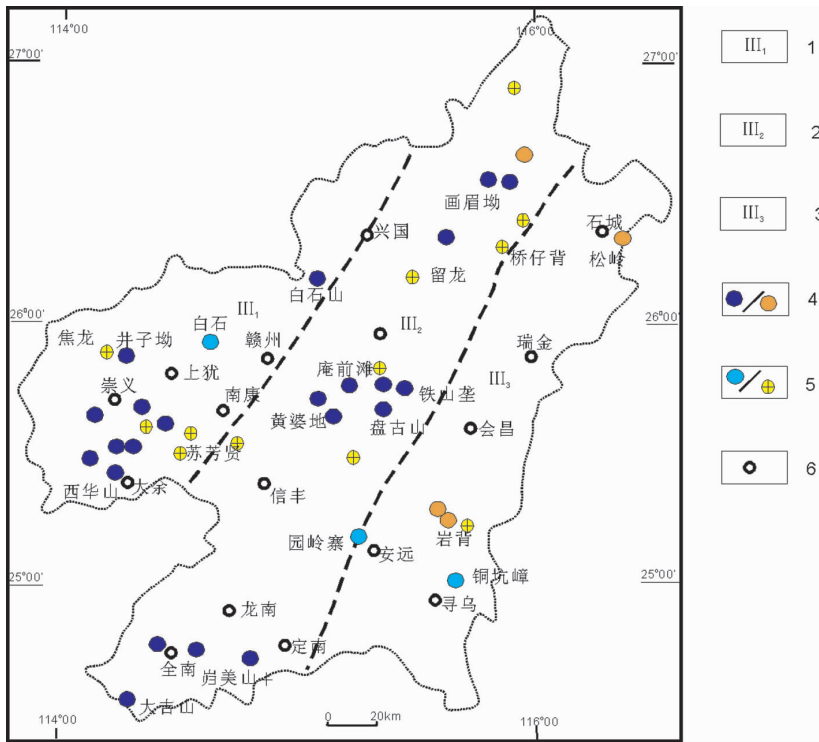 114°00'
116°00
27°00'
27°00'
III₁
1
III₂
2
画眉坳
III₃
3
石城
兴国
桥仔背
松岭
留龙
白石山
4
III₁
白石
26°00'
26°00'
焦龙
井子坳
赣州
III₂
瑞金
庵前滩
上犹
III₃
5
崇义
铁山垄
南康
黄婆地
盘古山
会昌
苏芳贤
6
西华山
大余
信丰
园岭寨
岩背
安远
25°00'
25°00'
铜坑嶂
寻乌
龙南
定南
全南
岿美山
大吉山
0
20km
114°00
116°00